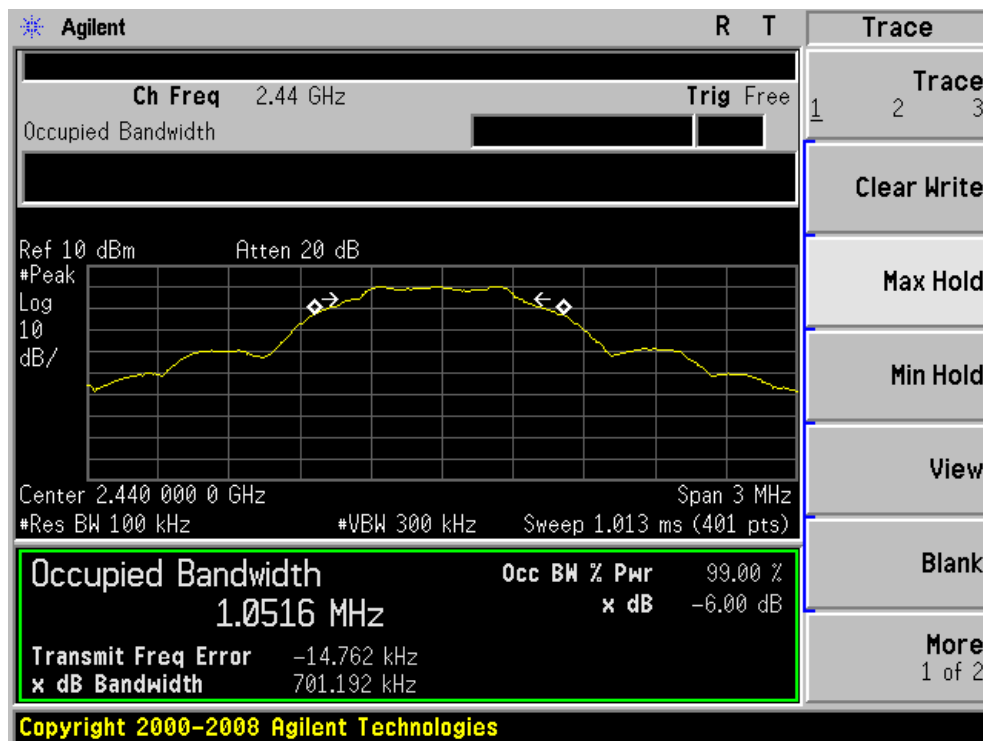 Agilent R T
Trace
Ch Freq 2.44 GHz Trig Free
Occupied Bandwidth
Trace
1 2 3
Clear Write
Max Hold
Min Hold
View
Blank
More
1 of 2
Ref 10 dBm Atten 20 dB
#Peak
Log
10
dB/
Center 2.440 000 0 GHz Span 3 MHz
#Res BW 100 kHz #VBW 300 kHz Sweep 1.013 ms (401 pts)
Occupied Bandwidth
1.0516 MHz
Occ BW % Pwr 99.00 %
x dB -6.00 dB
Transmit Freq Error -14.762 kHz
x dB Bandwidth 701.192 kHz
Copyright 2000-2008 Agilent Technologies